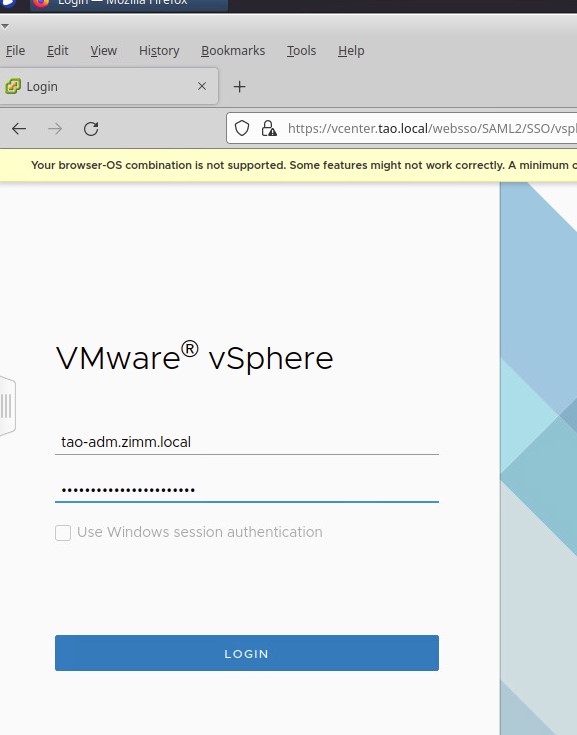 Login — Mozilla Firefox
File Edit View History Bookmarks Tools Help
Login
https://vcenter.tao.local/websso/SAML2/SSO/vspl
Your browser-OS combination is not supported. Some features might not work correctly. A minimum
VMware® vSphere
tao-adm.zimm.local
Use Windows session authentication
LOGIN